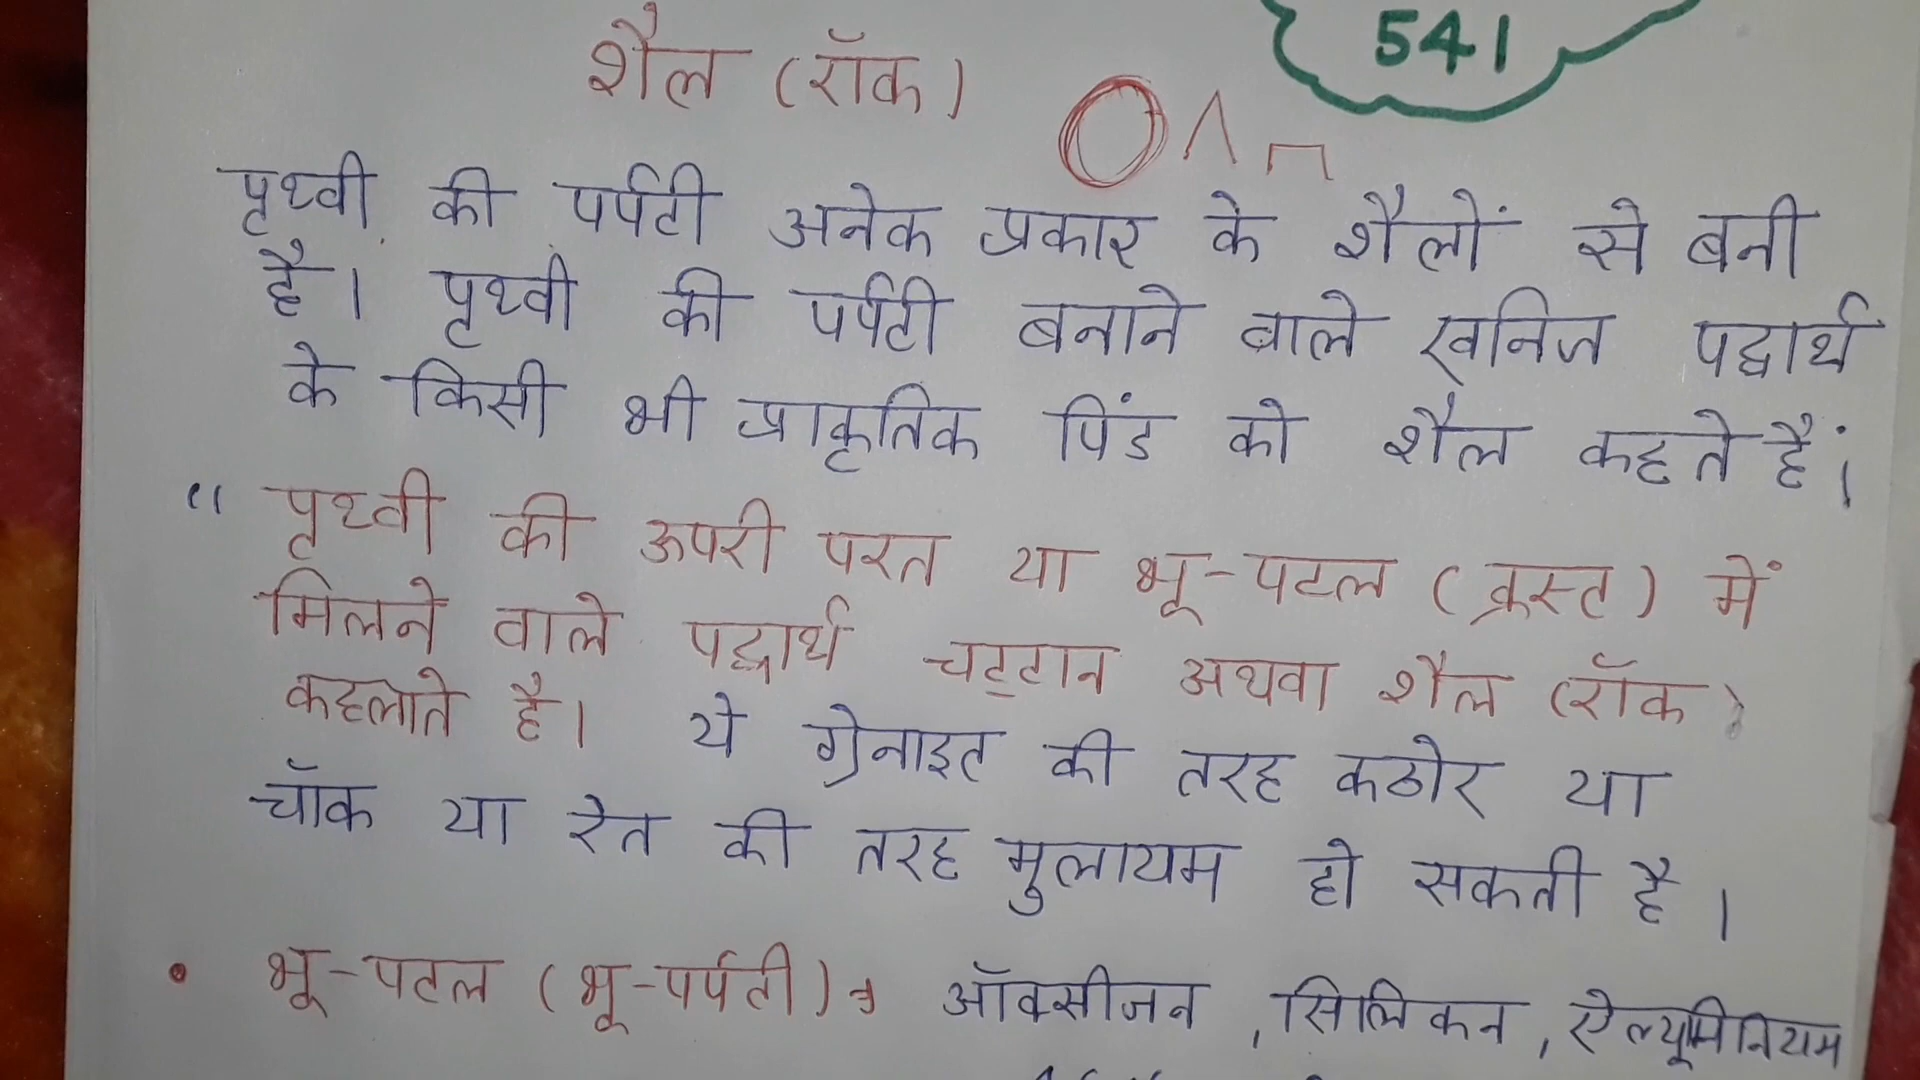 541
शैल (रॉक)
पृथ्वी की पर्पटी अनेक प्रकार के शैलों से बनी
है। पृथ्वी की पर्पटी बनाने वाले खनिज पद्वार्थ
के किसी भी प्राकृतिक पिंड को शैल कहते हैं।
" पृथ्वी की ऊपरी परत या भू-पटल (क्रस्ट) में
मिलने वाले पद्वार्थ चट्टान अथवा शैल (रॉक)
कहलाते है। ये ग्रेनाइट की तरह कठोर या
चॉक या रेत की तरह मुलायम हो सकती है।
• भू-पटल (भू-पर्पटी) → ऑक्सीजन, सिलिकन, ऐल्यूमिनियम